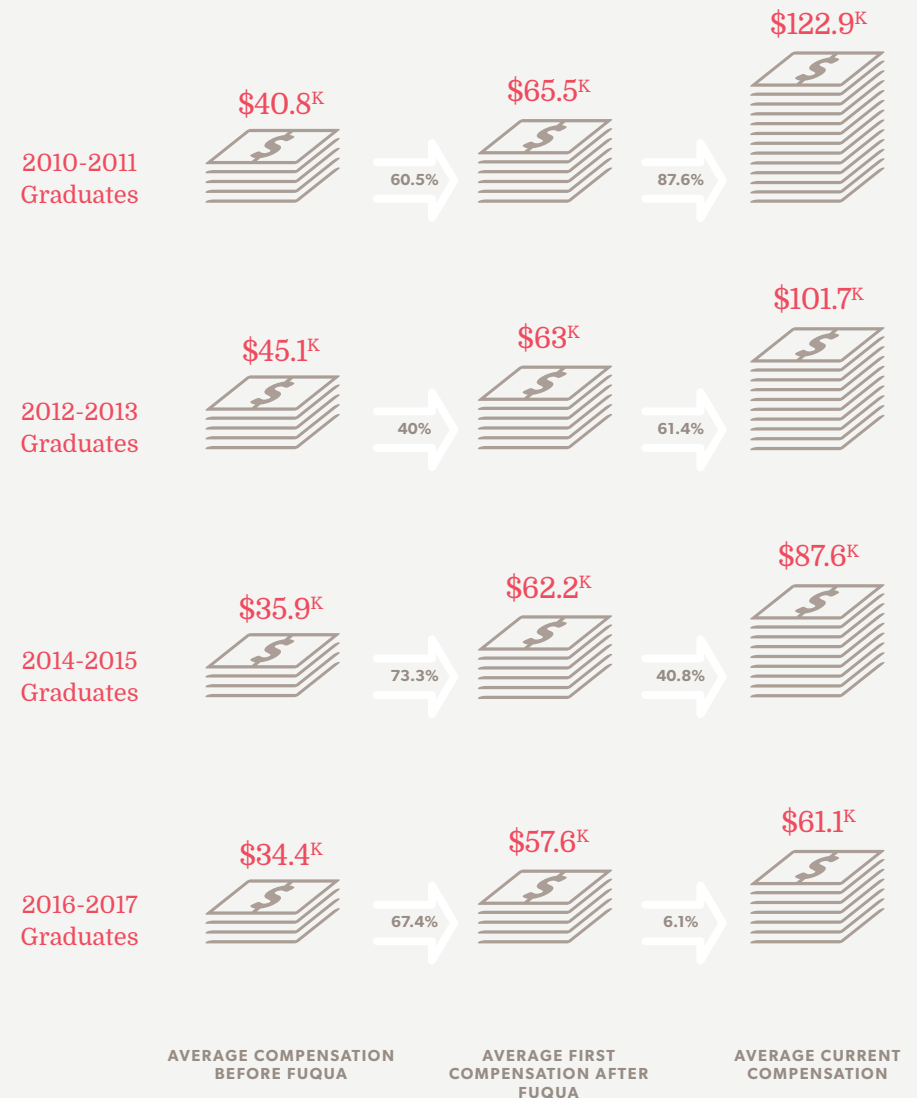 $122.9K
$40.8K
$65.5K
2010-2011
Graduates
60.5%
87.6%
$101.7K
$45.1K
$63K
2012-2013
Graduates
40%
61.4%
$87.6K
$35.9K
$62.2K
2014-2015
Graduates
73.3%
40.8%
$61.1K
$34.4K
$57.6K
2016-2017
Graduates
67.4%
6.1%
AVERAGE COMPENSATION
BEFORE FUQUA
AVERAGE FIRST
COMPENSATION AFTER
FUQUA
AVERAGE CURRENT
COMPENSATION